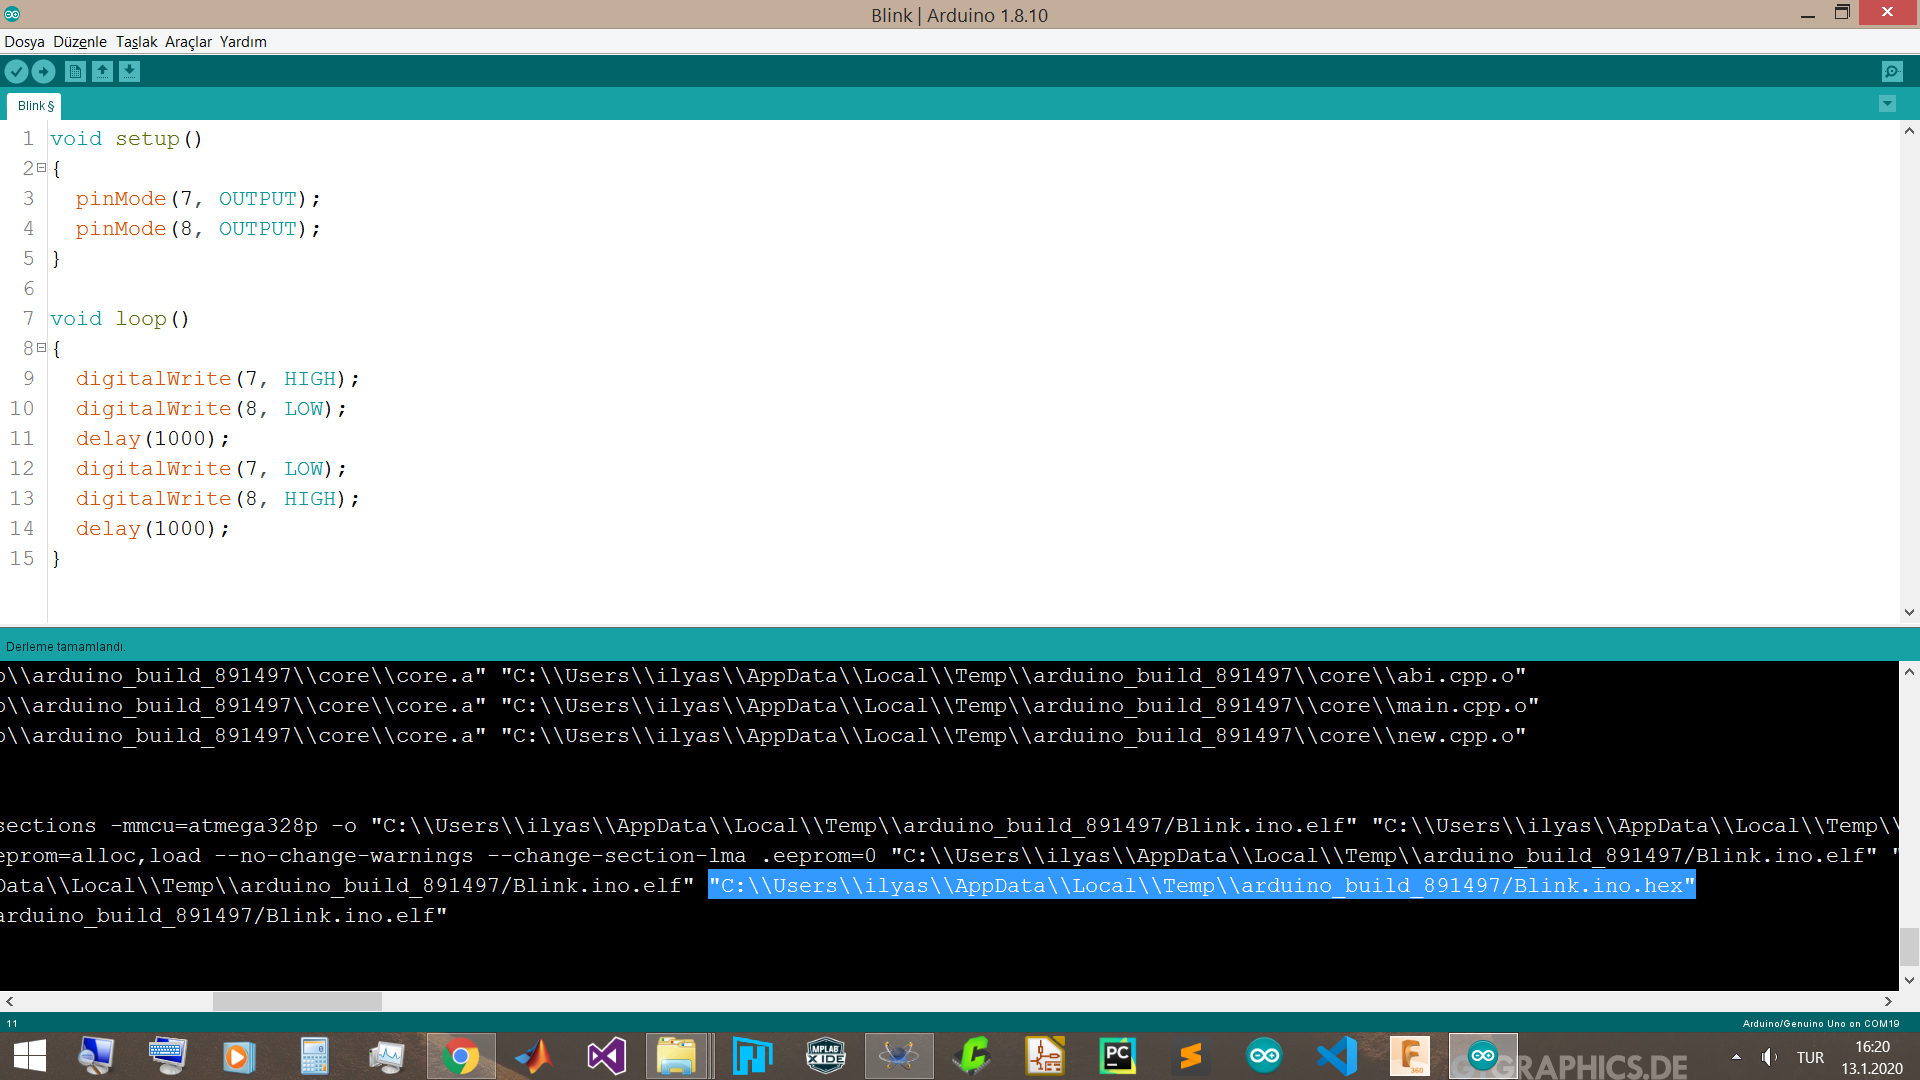 Blink | Arduino 1.8.10
Dosya Düzenle Taslak Araçlar Yardım
Blink §
1 void setup()
2 {
3 pinMode(7, OUTPUT);
4 pinMode(8, OUTPUT);
5 }
6
7 void loop()
8 {
9 digitalWrite(7, HIGH);
10 digitalWrite(8, LOW);
11 delay(1000);
12 digitalWrite(7, LOW);
13 digitalWrite(8, HIGH);
14 delay(1000);
15 }
Derleme tamamlandı.
\\arduino_build_891497\\core\\core.a" "C:\\Users\\ilyas\\AppData\\Local\\Temp\\arduino_build_891497\\core\\abi.cpp.o"
\\arduino_build_891497\\core\\core.a" "C:\\Users\\ilyas\\AppData\\Local\\Temp\\arduino_build_891497\\core\\main.cpp.o"
\\arduino_build_891497\\core\\core.a" "C:\\Users\\ilyas\\AppData\\Local\\Temp\\arduino_build_891497\\core\\new.cpp.o"
sections -mmcu=atmega328p -o "C:\\Users\\ilyas\\AppData\\Local\\Temp\\arduino_build_891497/Blink.ino.elf" "C:\\Users\\ilyas\\AppData\\Local\\Temp\\
eprom=alloc,load --no-change-warnings --change-section-lma .eeprom=0 "C:\\Users\\ilyas\\AppData\\Local\\Temp\\arduino_build_891497/Blink.ino.elf" "
Data\\Local\\Temp\\arduino_build_891497/Blink.ino.elf" "C:\\Users\\ilyas\\AppData\\Local\\Temp\\arduino_build_891497/Blink.ino.hex"
arduino_build_891497/Blink.ino.elf"
11
Arduino/Genuino Uno on COM19
MPLAB
X IDE
PC
F
360
GRAPHICS.DE
TUR
16:20
13.1.2020